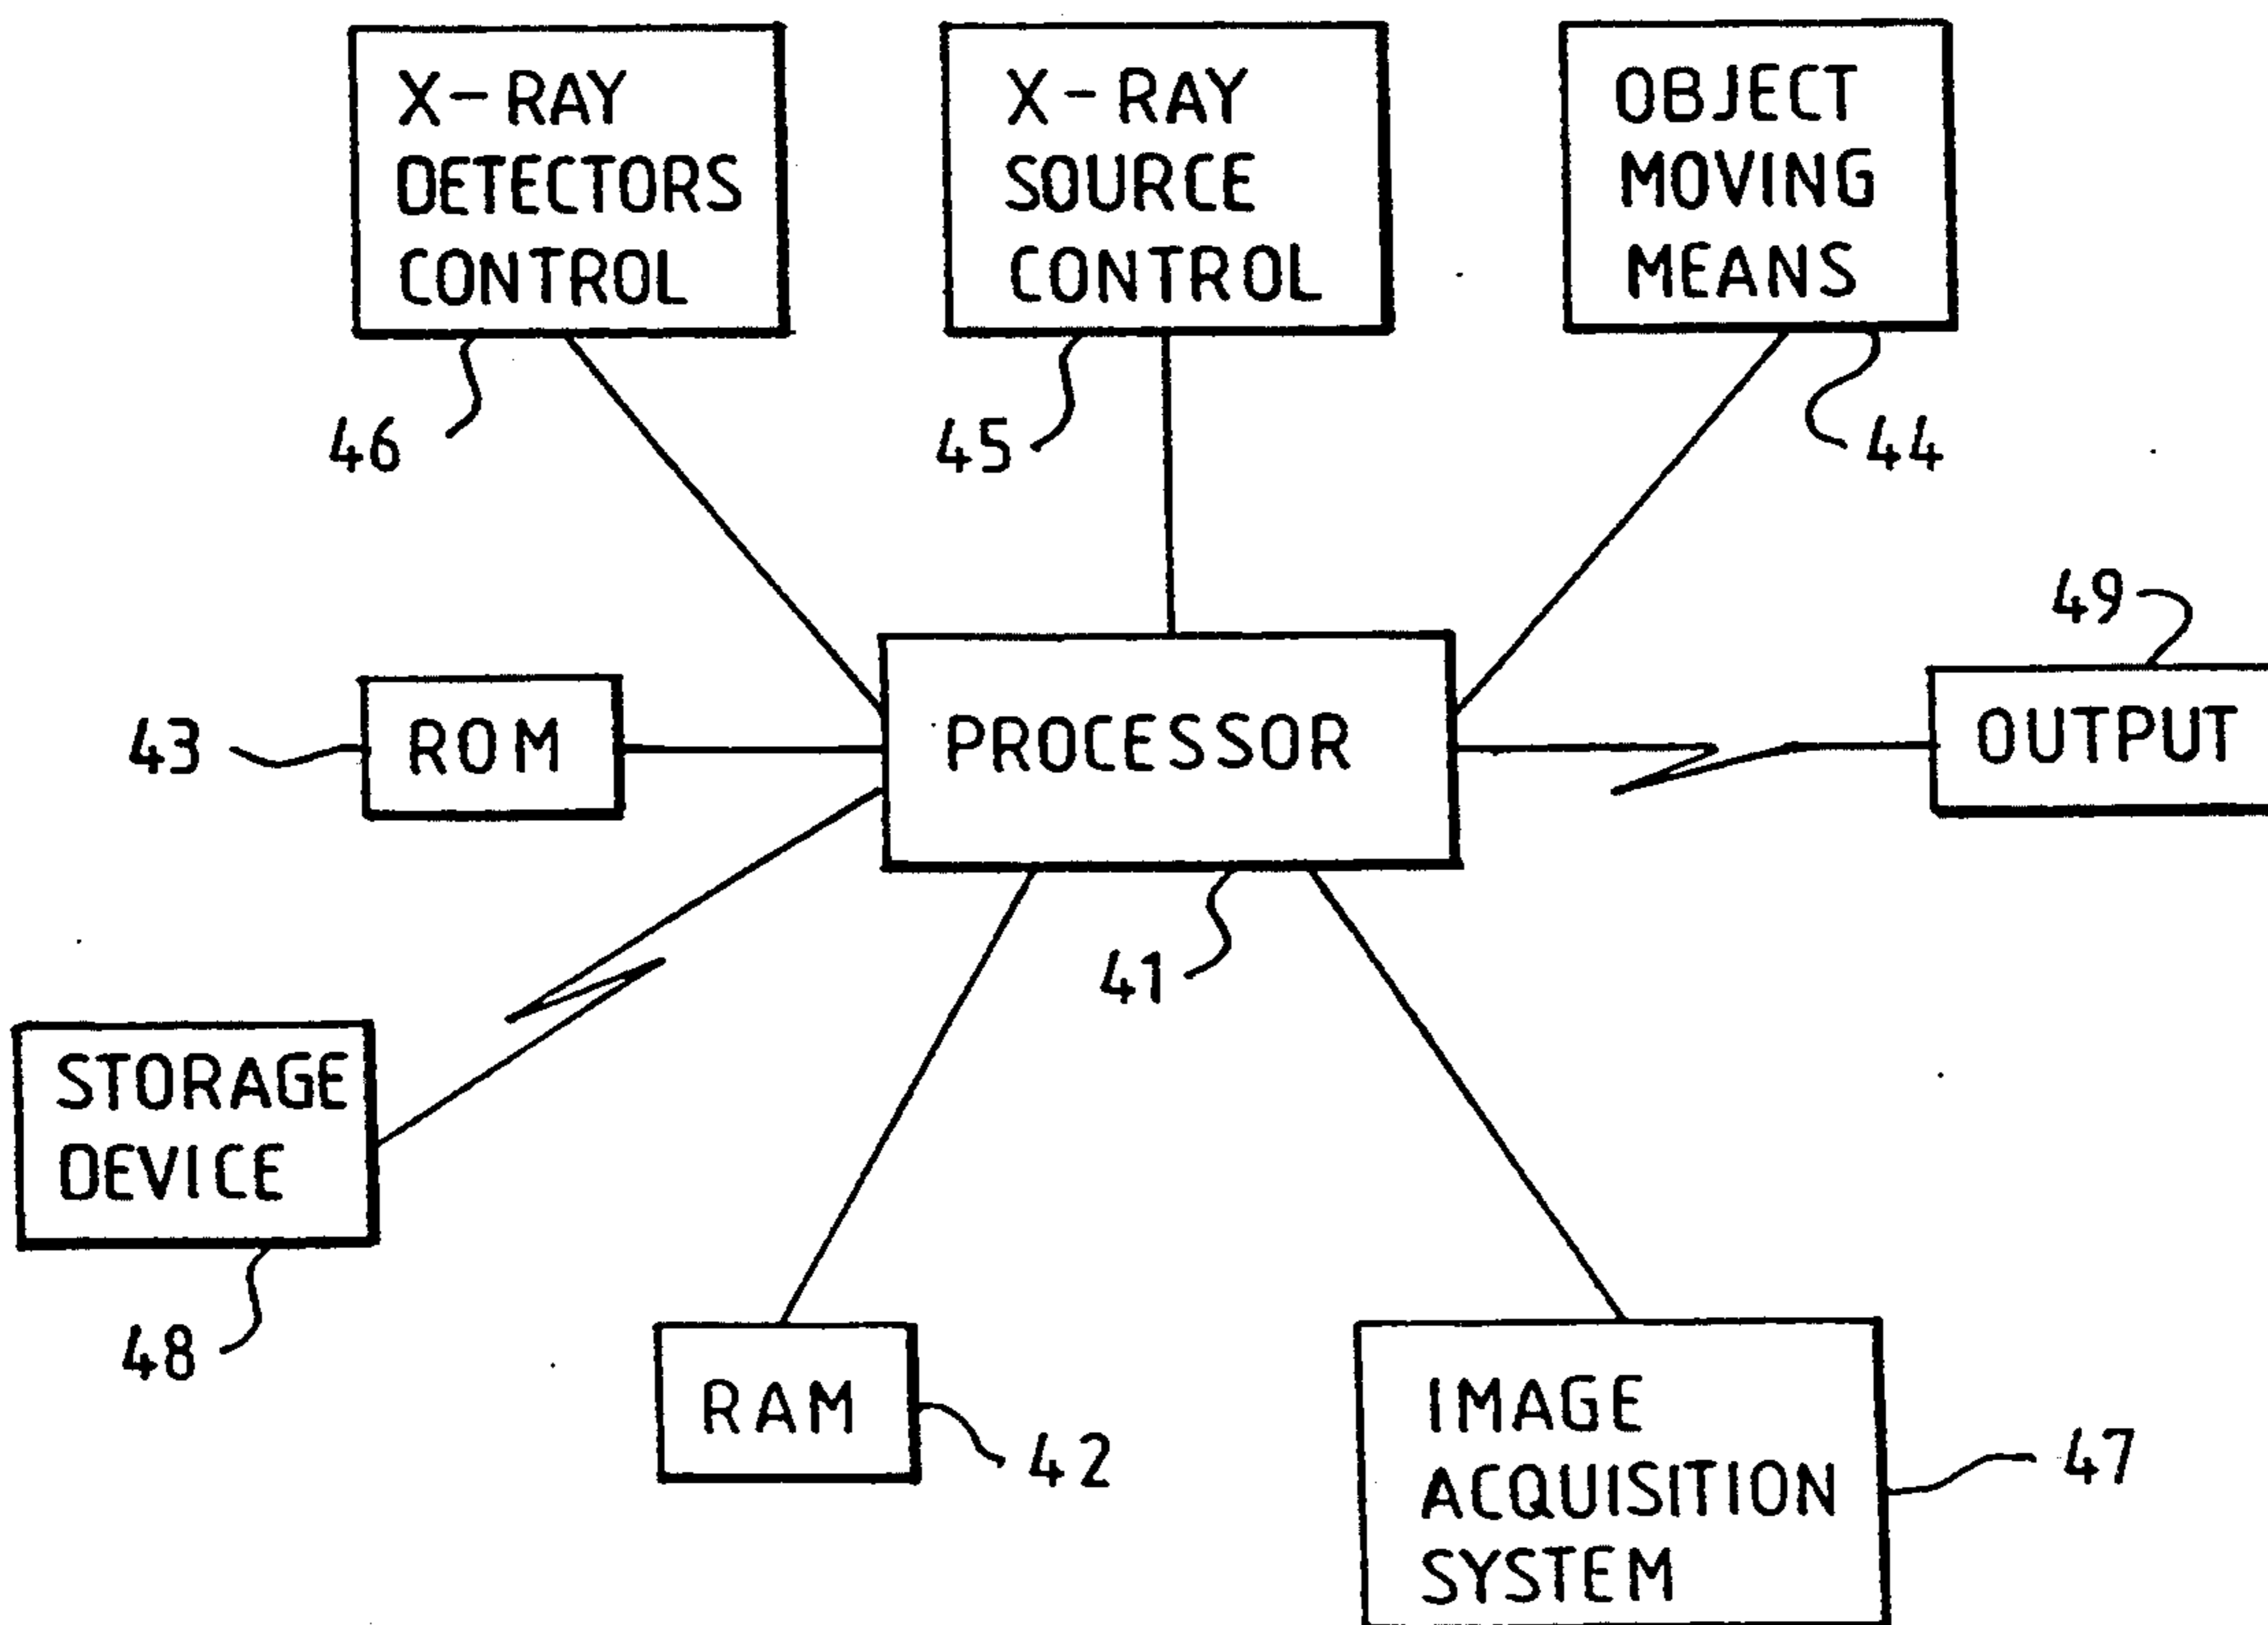 X-RAY
DETECTORS
CONTROL
X-RAY
SOURCE
CONTROL
OBJECT
MOVING
MEANS
46
45
44
49
43
ROM
PROCESSOR
OUTPUT
41
STORAGE
DEVICE
48
RAM
42
IMAGE
ACQUISITION
SYSTEM
47